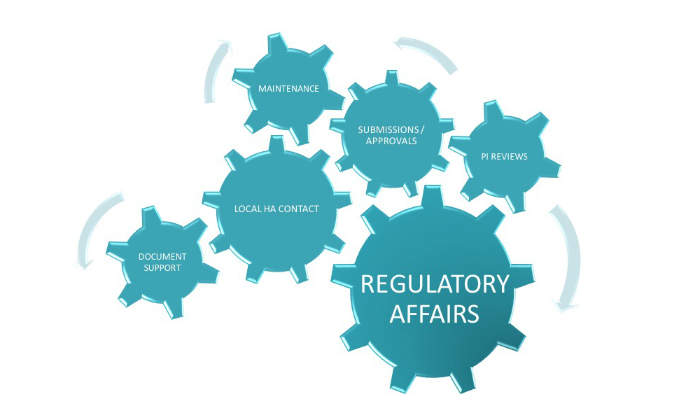 MAINTENANCE
SUBMISSIONS /
APPROVALS
PI REVIEWS
LOCAL HA CONTACT
DOCUMENT
SUPPORT
REGULATORY
AFFAIRS